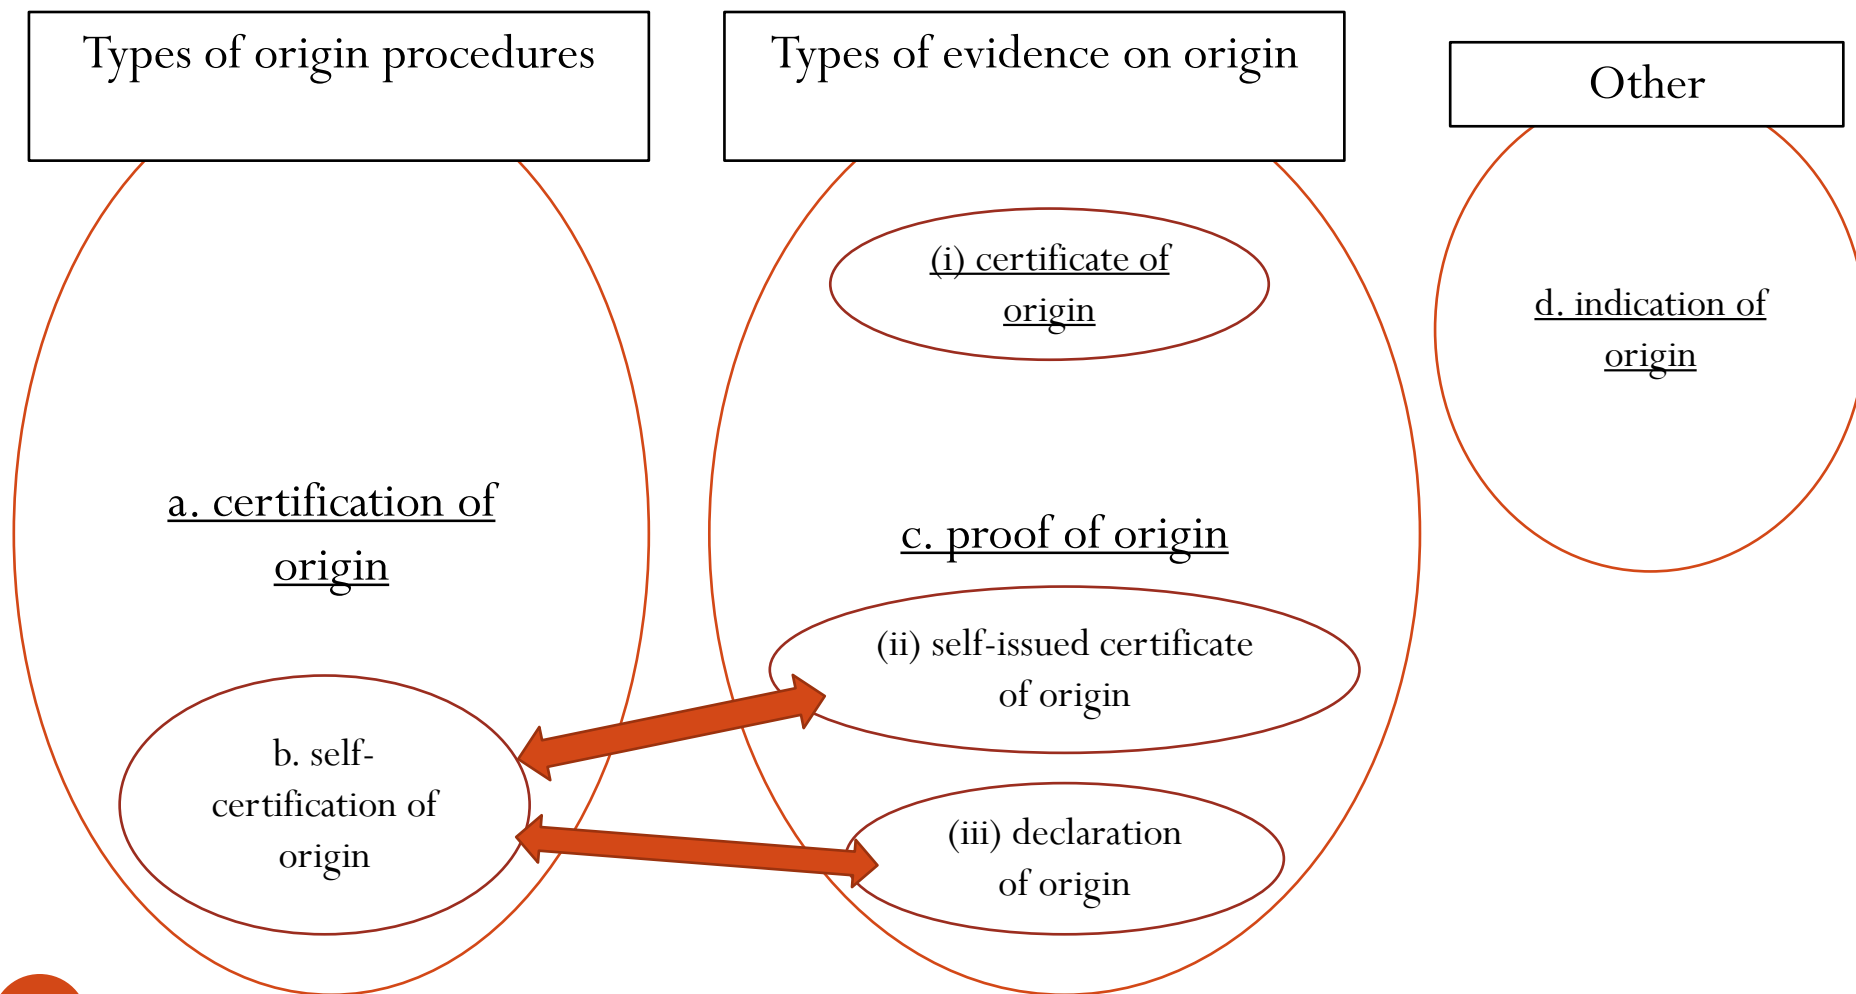 Types of origin procedures
Types of evidence on origin
Other
(i) certificate of
origin
d. indication of
origin
a. certification of
origin
c. proof of origin
(ii) self-issued certificate
of origin
b. self-
certification of
origin
(iii) declaration
of origin